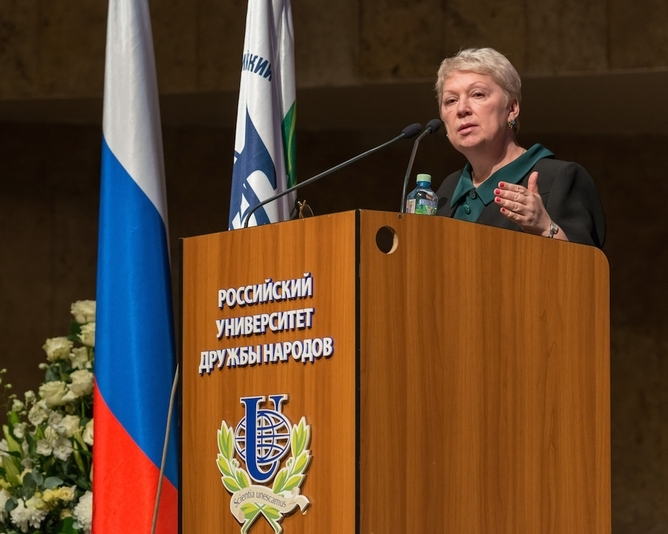 РОССИЙСКИЙ
УНИВЕРСИТЕТ
ДРУЖБЫ НАРОДОВ
Scientia unescamus